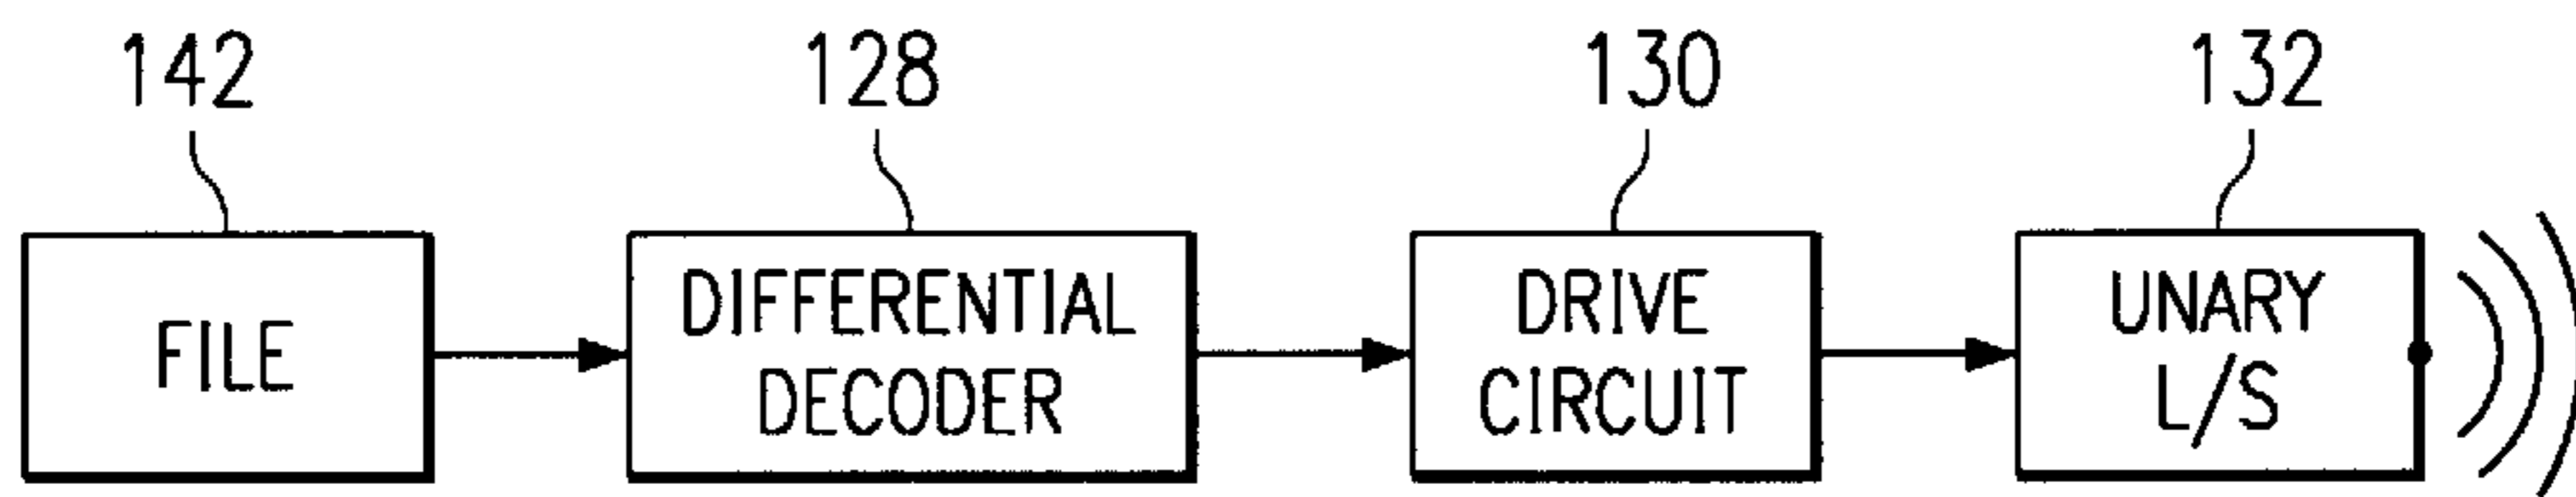 142
128
130
132
FILE
DIFFERENTIAL
DECODER
DRIVE
CIRCUIT
UNARY
L/S